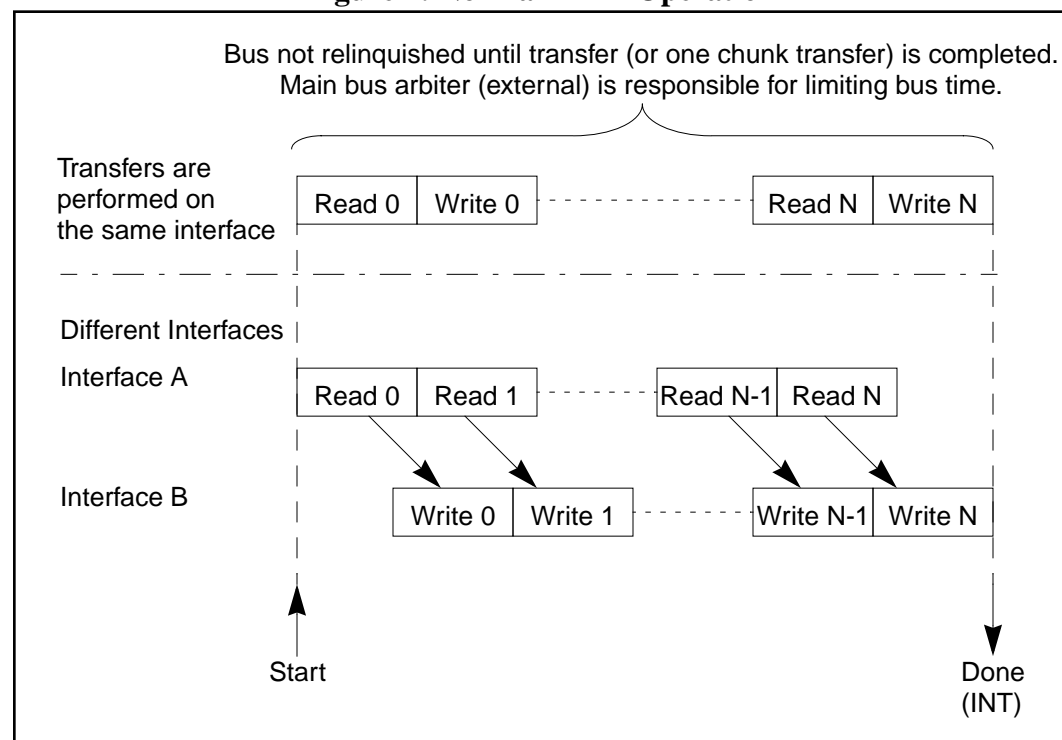 Bus not relinquished until transfer (or one chunk transfer) is completed.
Main bus arbiter (external) is responsible for limiting bus time.
Transfers are
performed on
the same interface
Read 0 Write 0 Read N Write N
Different Interfaces
Interface A
Read 0 Read 1 Read N-1 Read N
Interface B
Write 0 Write 1 Write N-1 Write N
Start
Done
(INT)